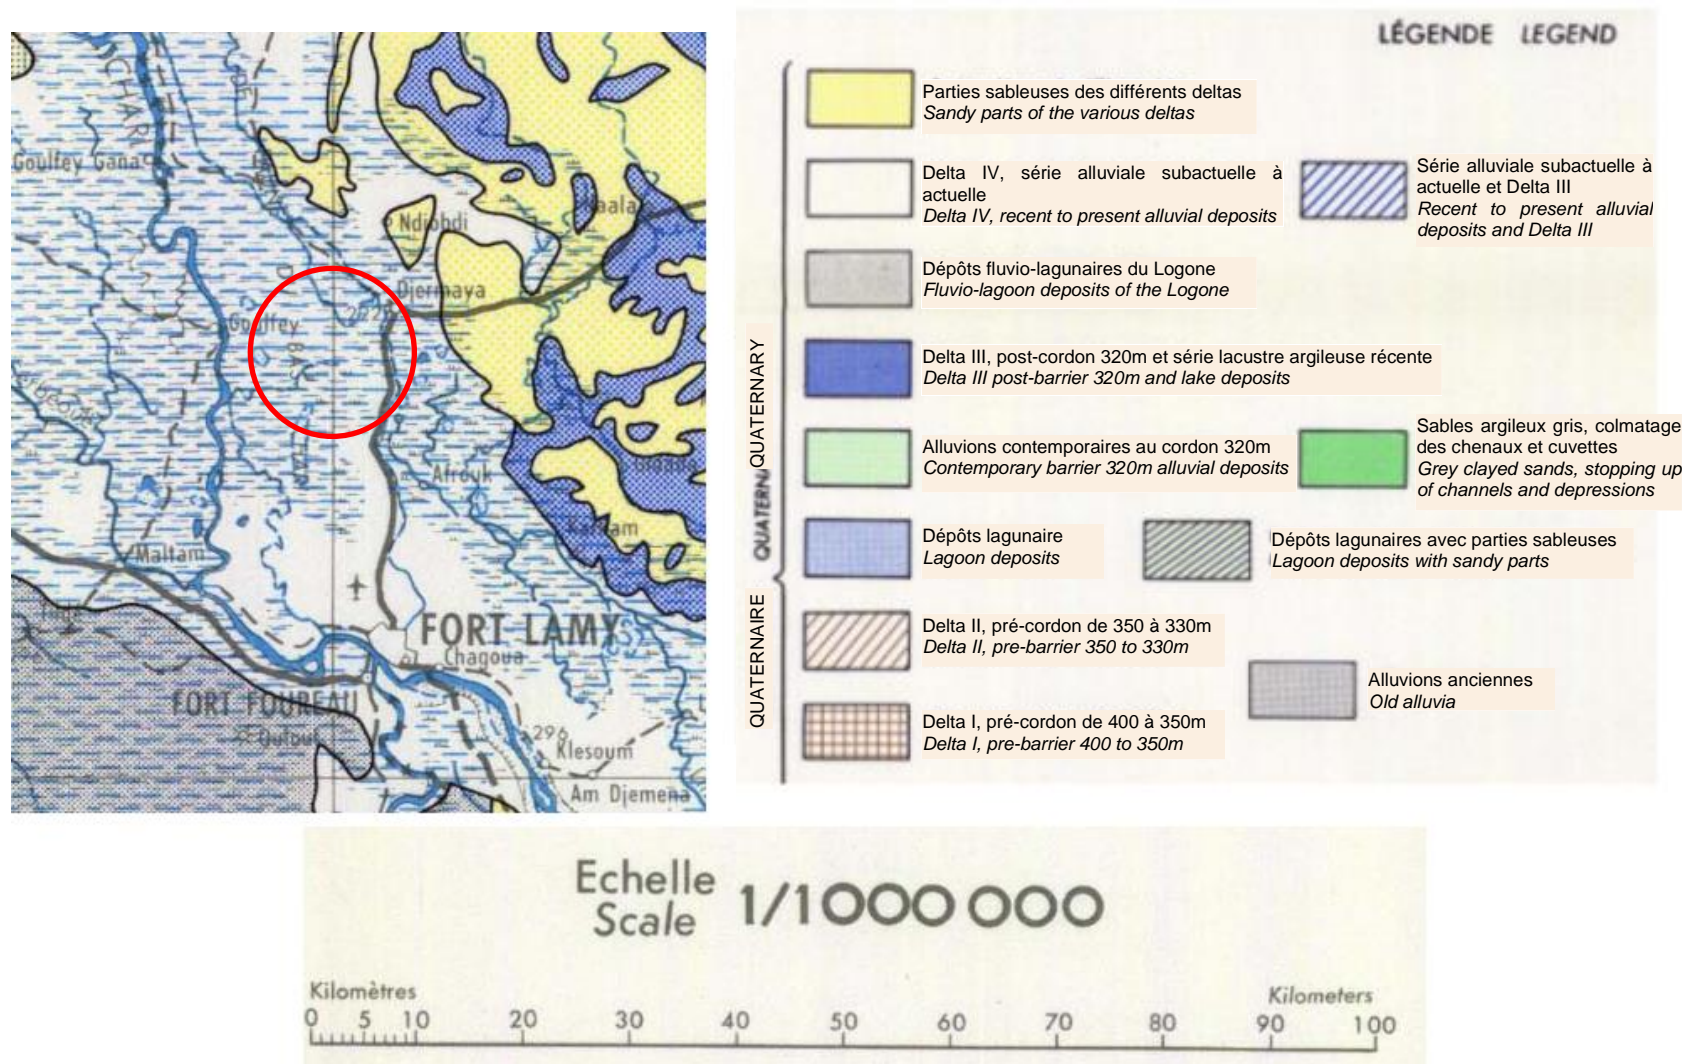 CHARI
Goulfey Gana
Ndiobdi
Naala
Djermaya
Goulfey
BAS
Afrouk
Maltam
FORT LAMY
Chagoua
FORT FOUREAU
296
Klesoum
Am Djemena
LÉGENDE LEGEND
Parties sableuses des différents deltas
Sandy parts of the various deltas
Delta IV, série alluviale subactuelle à
actuelle
Delta IV, recent to present alluvial deposits
Série alluviale subactuelle à
actuelle et Delta III
Recent to present alluvial
deposits and Delta III
Dépôts fluvio-lagunaires du Logone
Fluvio-lagoon deposits of the Logone
Delta III, post-cordon 320m et série lacustre argileuse récente
Delta III post-barrier 320m and lake deposits
Alluvions contemporaires au cordon 320m
Contemporary barrier 320m alluvial deposits
Sables argileux gris, colmatage
des chenaux et cuvettes
Grey clayed sands, stopping up
of channels and depressions
Dépôts lagunaire
Lagoon deposits
Dépôts lagunaires avec parties sableuses
Lagoon deposits with sandy parts
Delta II, pré-cordon de 350 à 330m
Delta II, pre-barrier 350 to 330m
Alluvions anciennes
Old alluvia
Delta I, pré-cordon de 400 à 350m
Delta I, pre-barrier 400 to 350m
QUATERNAIRE QUATERNARY
QUATERN
Echelle
Scale
1/1000 000
Kilomètres
Kilometers
0 5 10 20 30 40 50 60 70 80 90 100